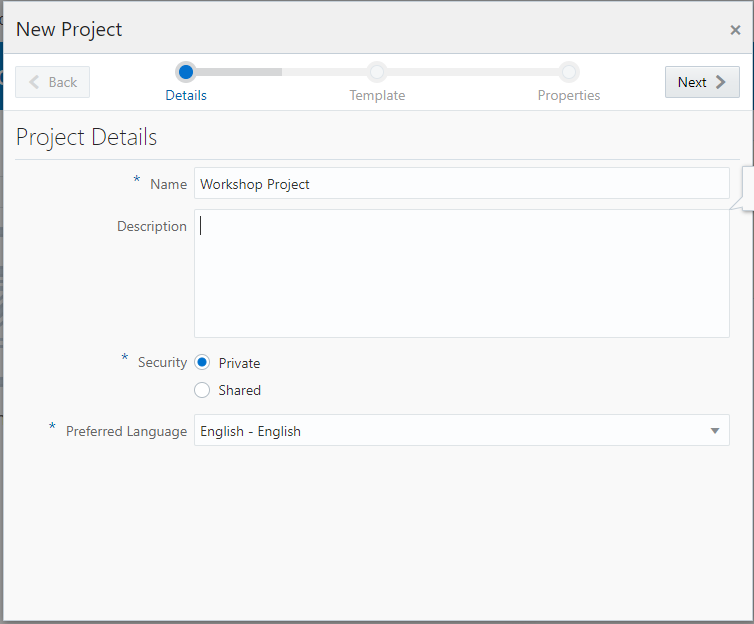 New Project
Back
Next
Details
Template
Properties
Project Details
* Name
Workshop Project
Description
* Security
Private
Shared
* Preferred Language
English - English